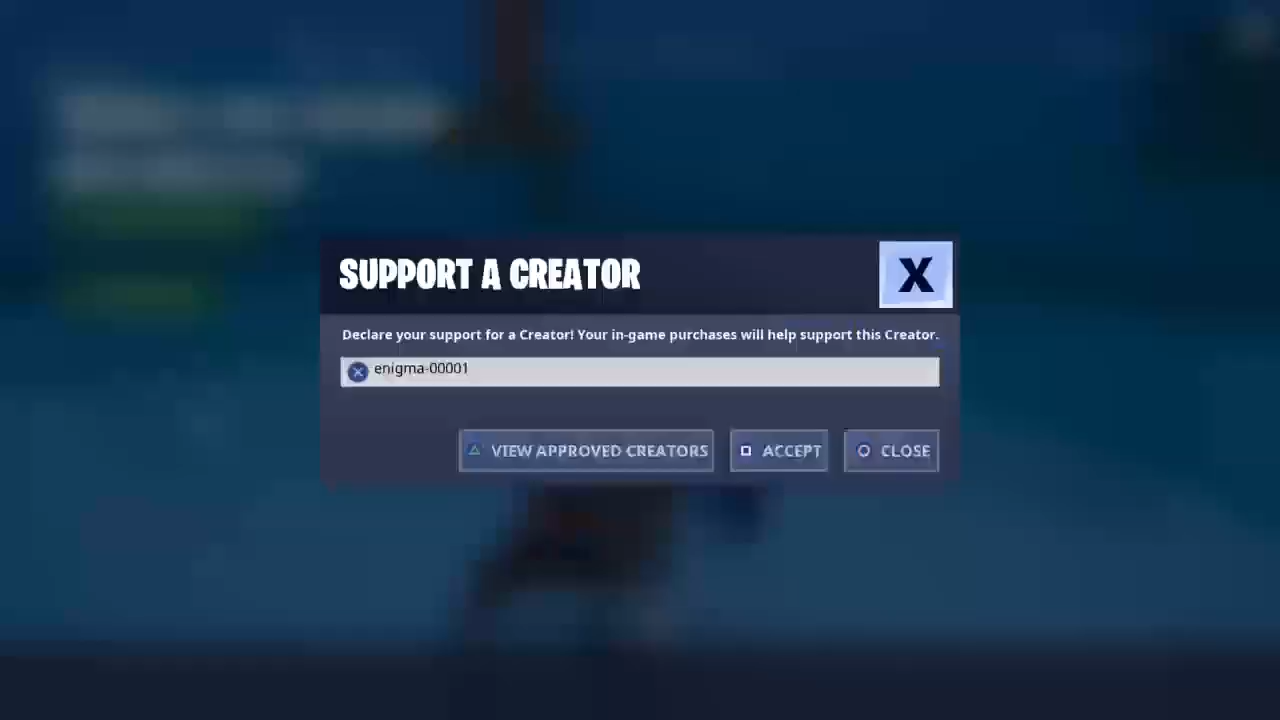 SUPPORT A CREATOR
X
Declare your support for a Creator! Your in-game purchases will help support this Creator.
enigma-00001
VIEW APPROVED CREATORS
ACCEPT
CLOSE